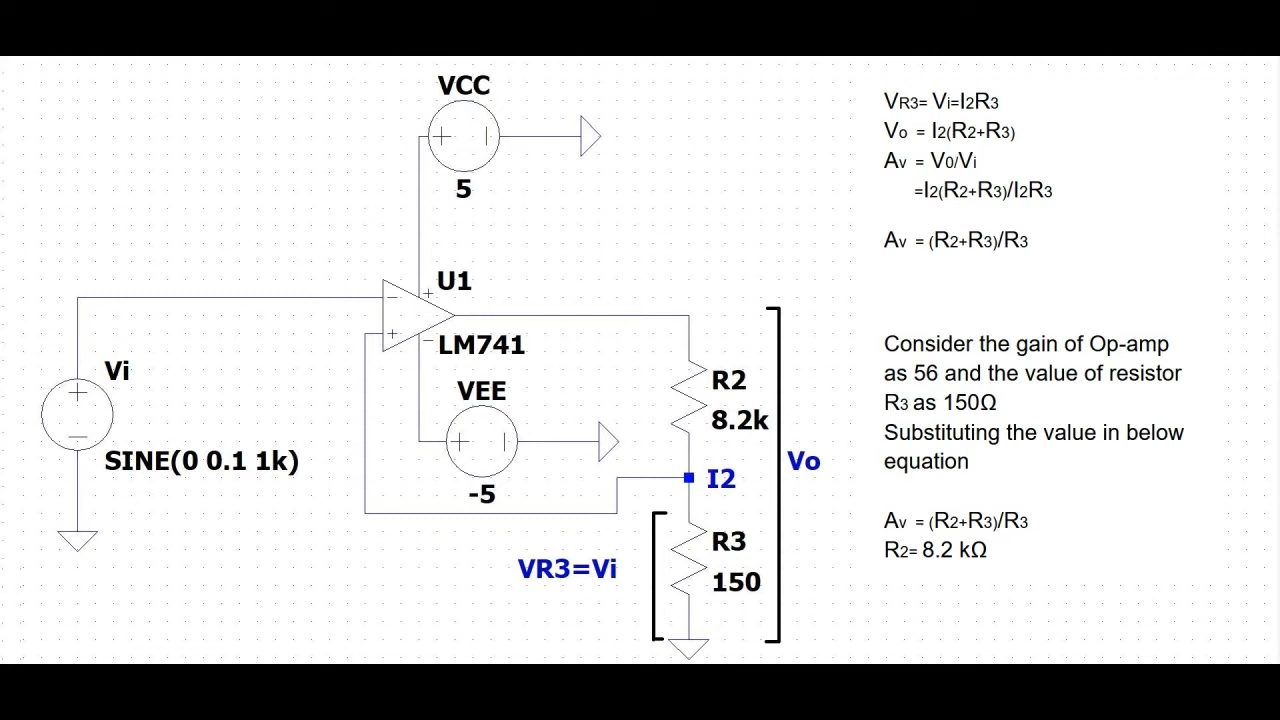 VCC
5
U1
LM741
VEE
-5
Vi
SINE(0 0.1 1k)
R2
8.2k
I2
Vo
R3
150
VR3=Vi
VR3= Vi=I2R3
Vo = I2(R2+R3)
Av = V0/Vi
=I2(R2+R3)/I2R3
Av = (R2+R3)/R3
Consider the gain of Op-amp
as 56 and the value of resistor
R3 as 150Ω
Substituting the value in below
equation
Av = (R2+R3)/R3
R2= 8.2 kΩ